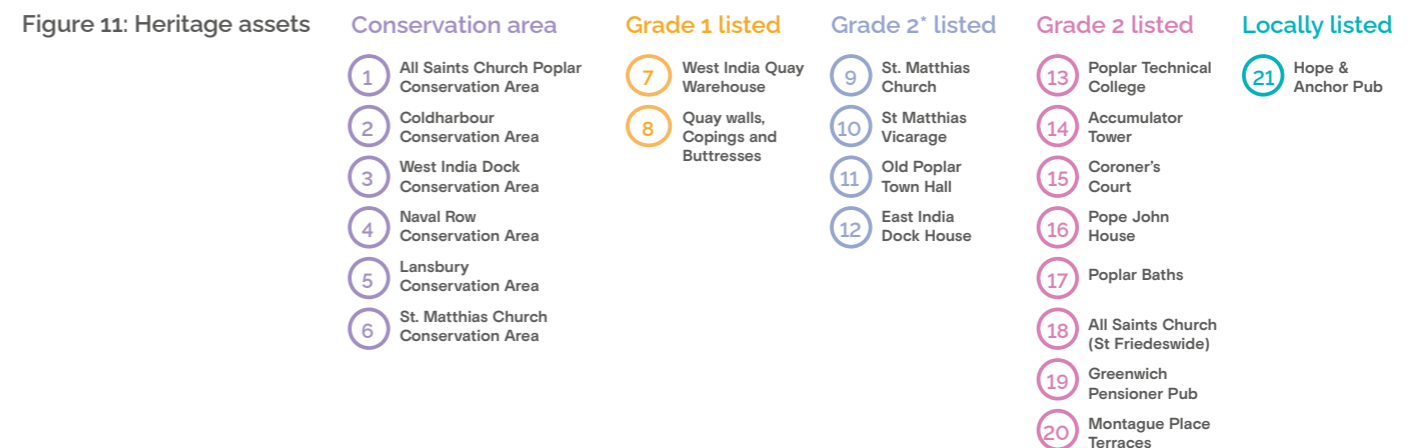 Figure 11: Heritage assets
Conservation area
1
All Saints Church Poplar
Conservation Area
2
Coldharbour
Conservation Area
3
West India Dock
Conservation Area
4
Naval Row
Conservation Area
5
Lansbury
Conservation Area
6
St. Matthias Church
Conservation Area
Grade 1 listed
7
West India Quay
Warehouse
8
Quay walls,
Copings and
Buttresses
Grade 2* listed
9
St. Matthias
Church
10
St Matthias
Vicarage
11
Old Poplar
Town Hall
12
East India
Dock House
Grade 2 listed
13
Poplar Technical
College
14
Accumulator
Tower
15
Coroner's
Court
16
Pope John
House
17
Poplar Baths
18
All Saints Church
(St Friedeswide)
19
Greenwich
Pensioner Pub
20
Montague Place
Terraces
Locally listed
21
Hope &
Anchor Pub